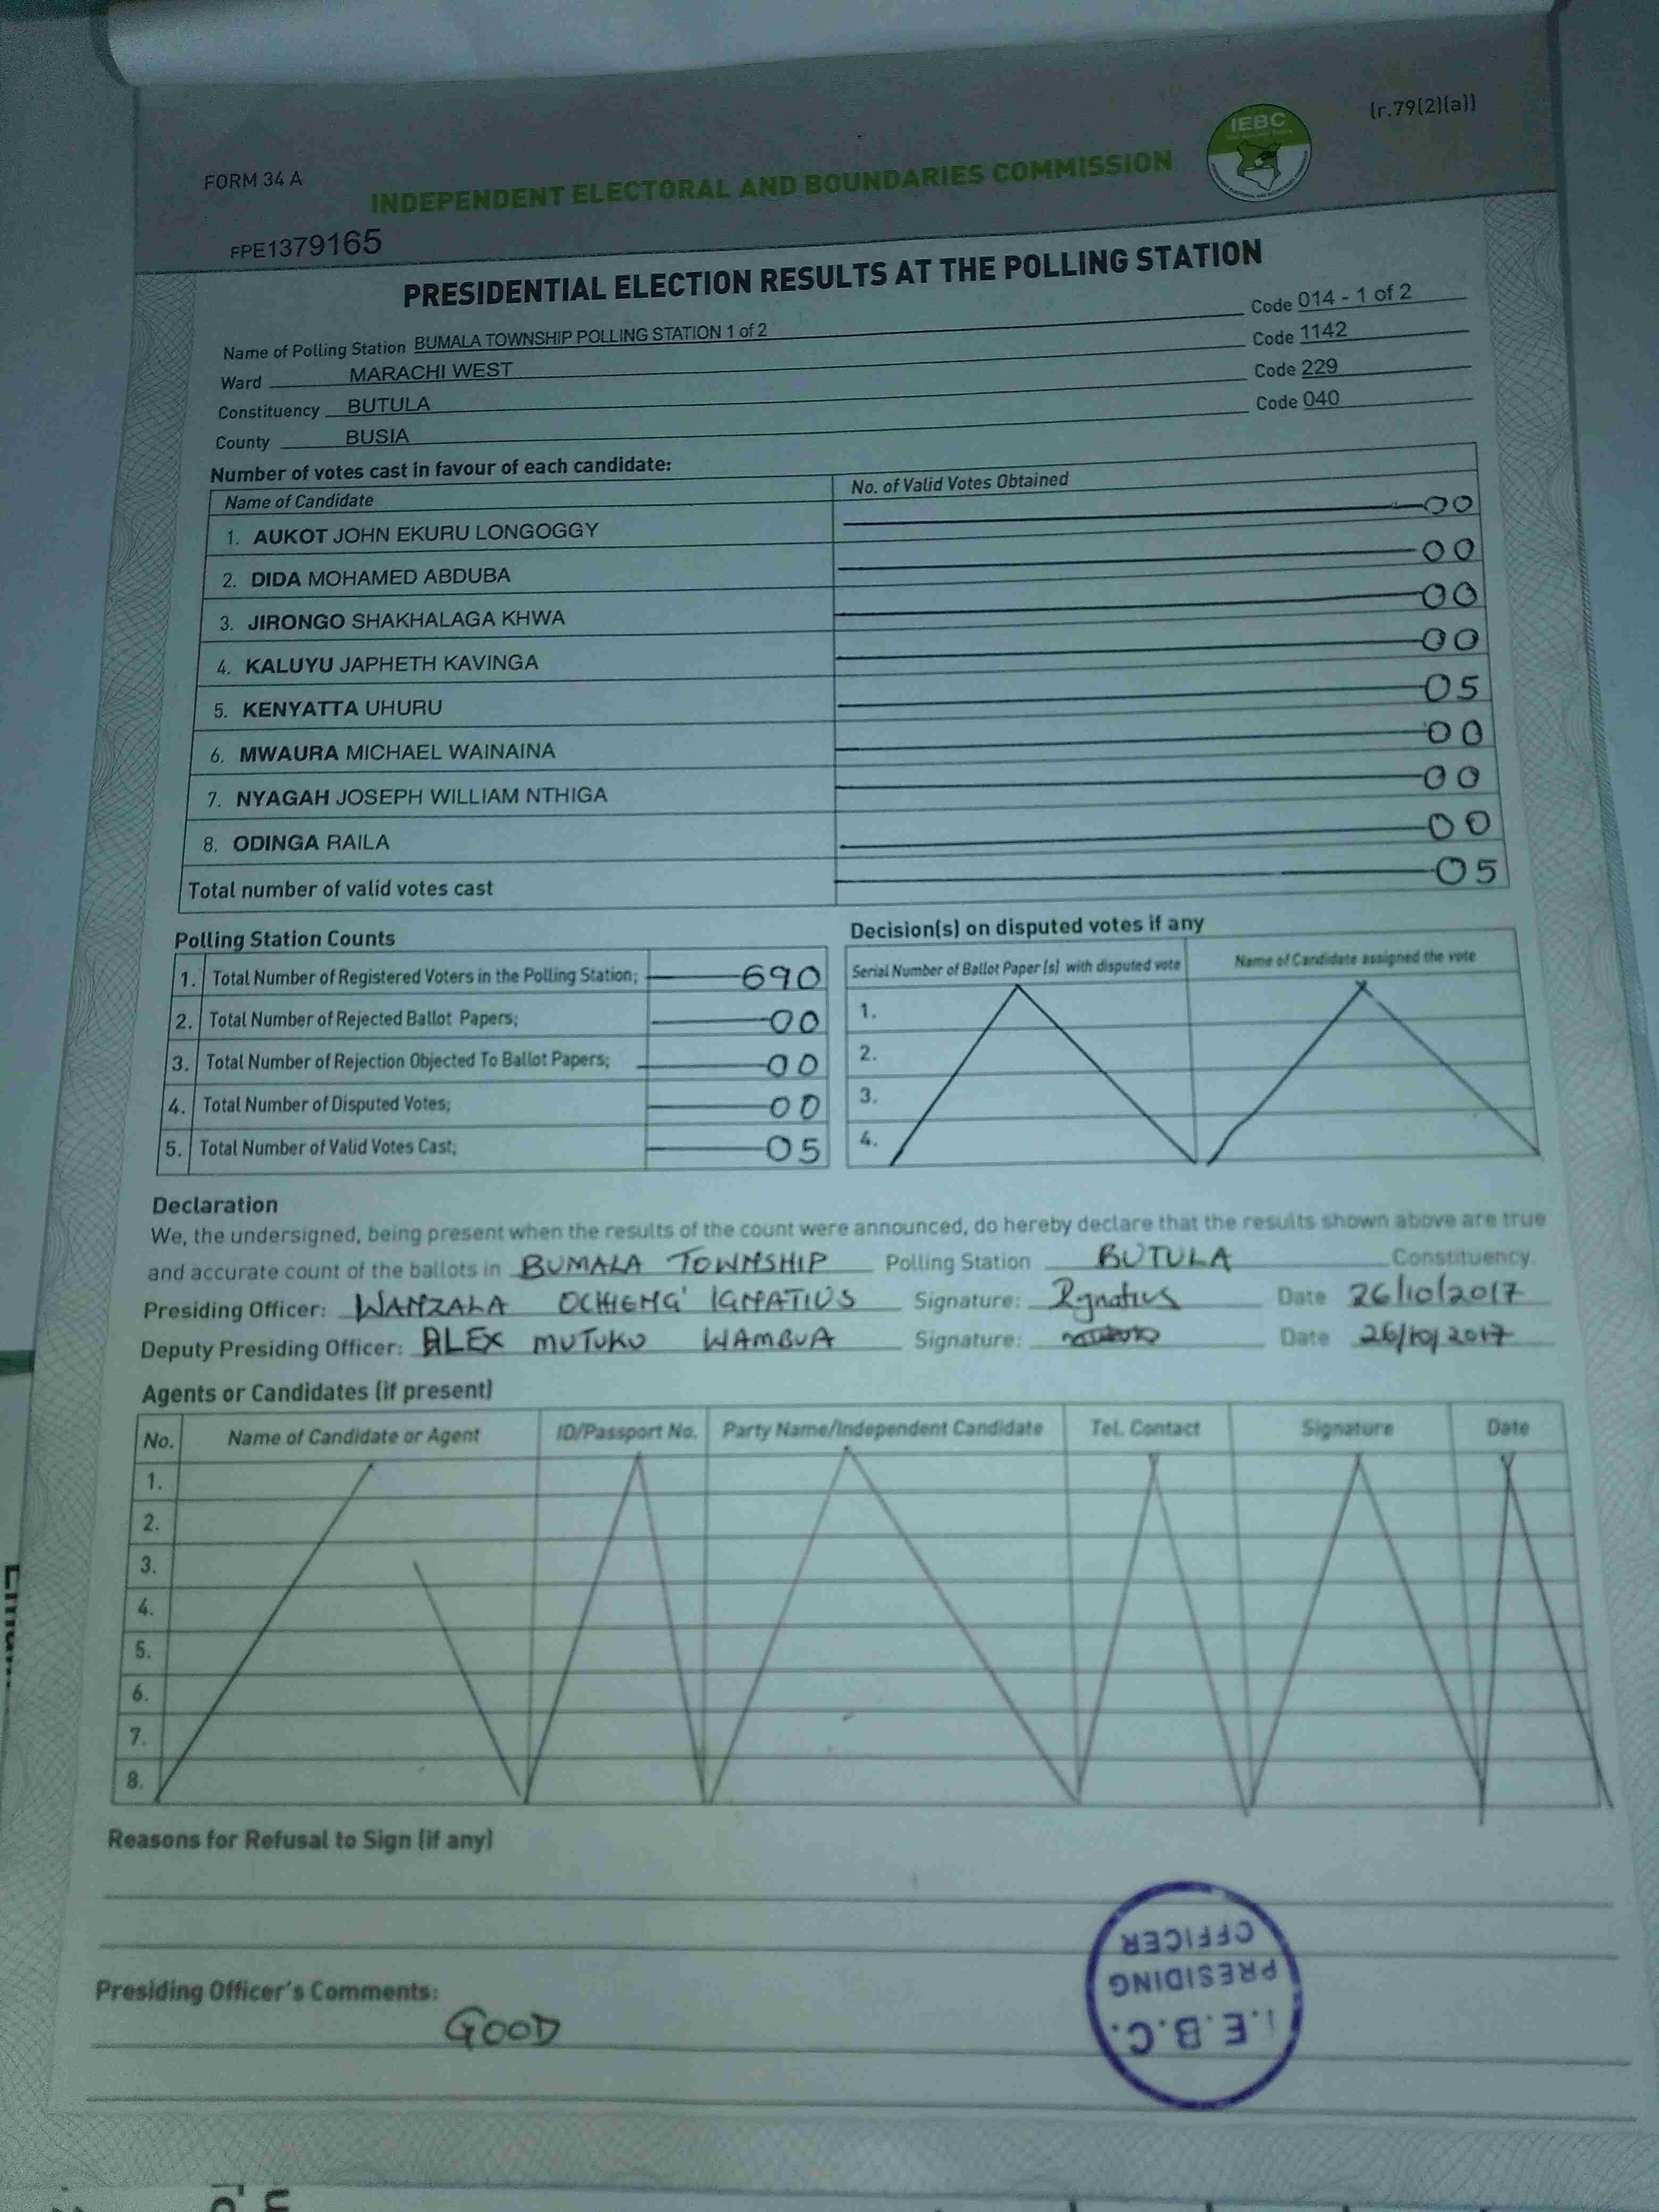 (r.79(2)(a))
IEBC
FORM 34 A
INDEPENDENT ELECTORAL AND BOUNDARIES COMMISSION
FPE1379165
PRESIDENTIAL ELECTION RESULTS AT THE POLLING STATION
Name of Polling Station BUMALA TOWNSHIP POLLING STATION 1 of 2 Code 014 - 1 of 2
Ward MARACHI WEST Code 1142
Constituency BUTULA Code 229
County BUSIA Code 040
Number of votes cast in favour of each candidate:
Name of Candidate No. of Valid Votes Obtained
1. AUKOT JOHN EKURU LONGOGGY 00
2. DIDA MOHAMED ABDUBA 00
3. JIRONGO SHAKHALAGA KHWA 00
4. KALUYU JAPHETH KAVINGA 00
5. KENYATTA UHURU 05
6. MWAURA MICHAEL WAINAINA 00
7. NYAGAH JOSEPH WILLIAM NTHIGA 00
8. ODINGA RAILA 00
Total number of valid votes cast 05
Polling Station Counts
1. Total Number of Registered Voters in the Polling Station; 690
2. Total Number of Rejected Ballot Papers; 00
3. Total Number of Rejection Objected To Ballot Papers; 00
4. Total Number of Disputed Votes; 00
5. Total Number of Valid Votes Cast; 05
Decision(s) on disputed votes if any
Serial Number of Ballot Paper (s) with disputed vote Name of Candidate assigned the vote
1.
2.
3.
4.
Declaration
We, the undersigned, being present when the results of the count were announced, do hereby declare that the results shown above are true
and accurate count of the ballots in BUMALA TOWNSHIP Polling Station BUTULA Constituency.
Presiding Officer: WANZALA OCHIENG' IGNATIUS Signature: Ignatius Date 26/10/2017
Deputy Presiding Officer: ALEX MUTUKU WAMBUA Signature: Date 26/10/2017
Agents or Candidates (if present)
No. Name of Candidate or Agent ID/Passport No. Party Name/Independent Candidate Tel. Contact Signature Date
1.
2.
3.
4.
5.
6.
7.
8.
Reasons for Refusal to Sign (if any)
Presiding Officer's Comments:
GOOD
I.E.B.C.
PRESIDING
OFFICER